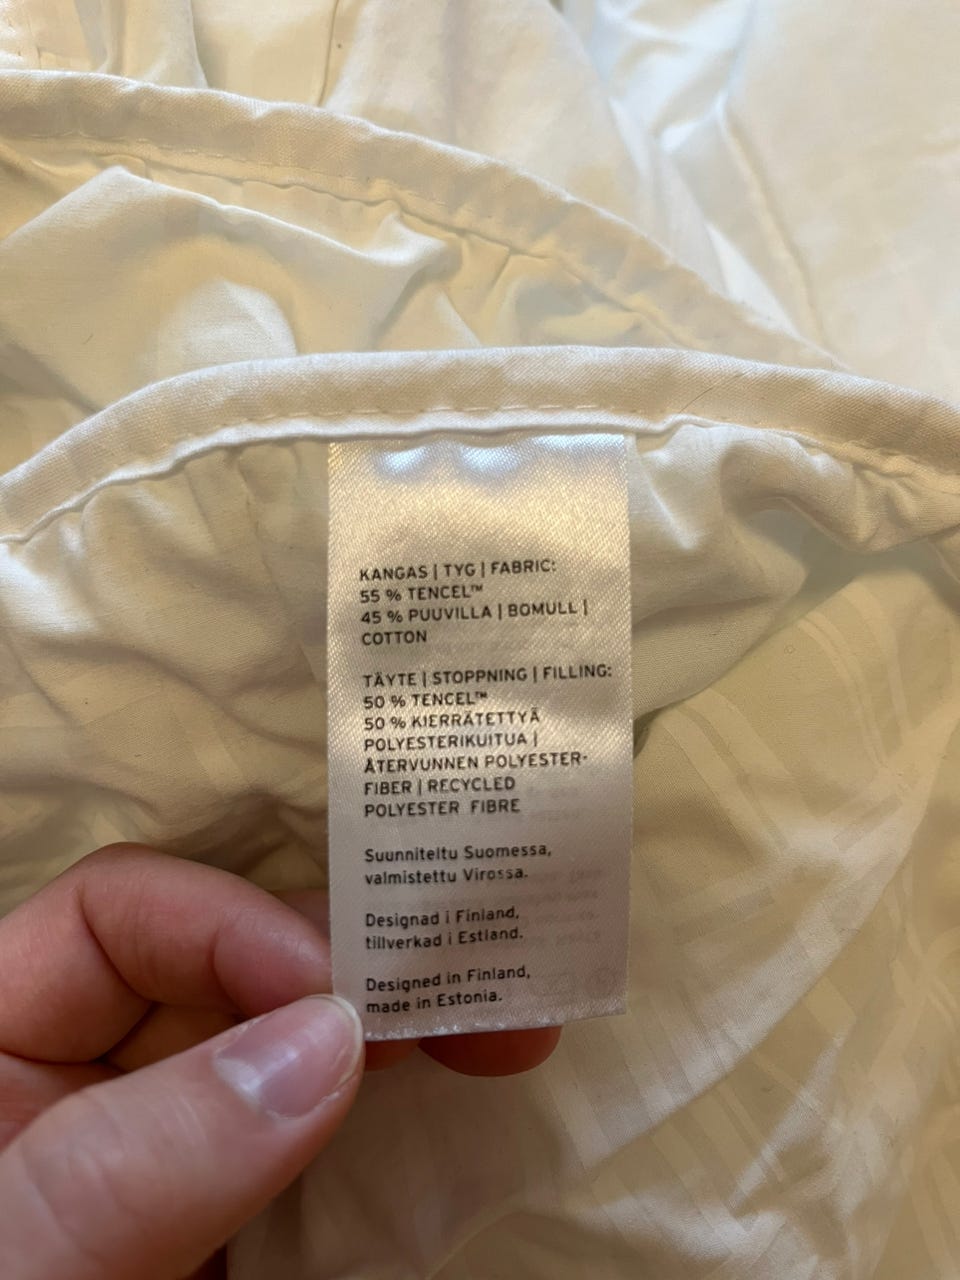 KANGAS | TYG | FABRIC:
55 % TENCEL™
45 % PUUVILLA | BOMULL |
COTTON
TÄYTE | STOPPNING | FILLING:
50 % TENCEL™
50 % KIERRÄTETTYÄ
POLYESTERIKUITUA |
ÅTERVUNNEN POLYESTER-
FIBER | RECYCLED
POLYESTER FIBRE
Suunniteltu Suomessa,
valmistettu Virossa.
Designad i Finland,
tillverkad i Estland.
Designed in Finland,
made in Estonia.